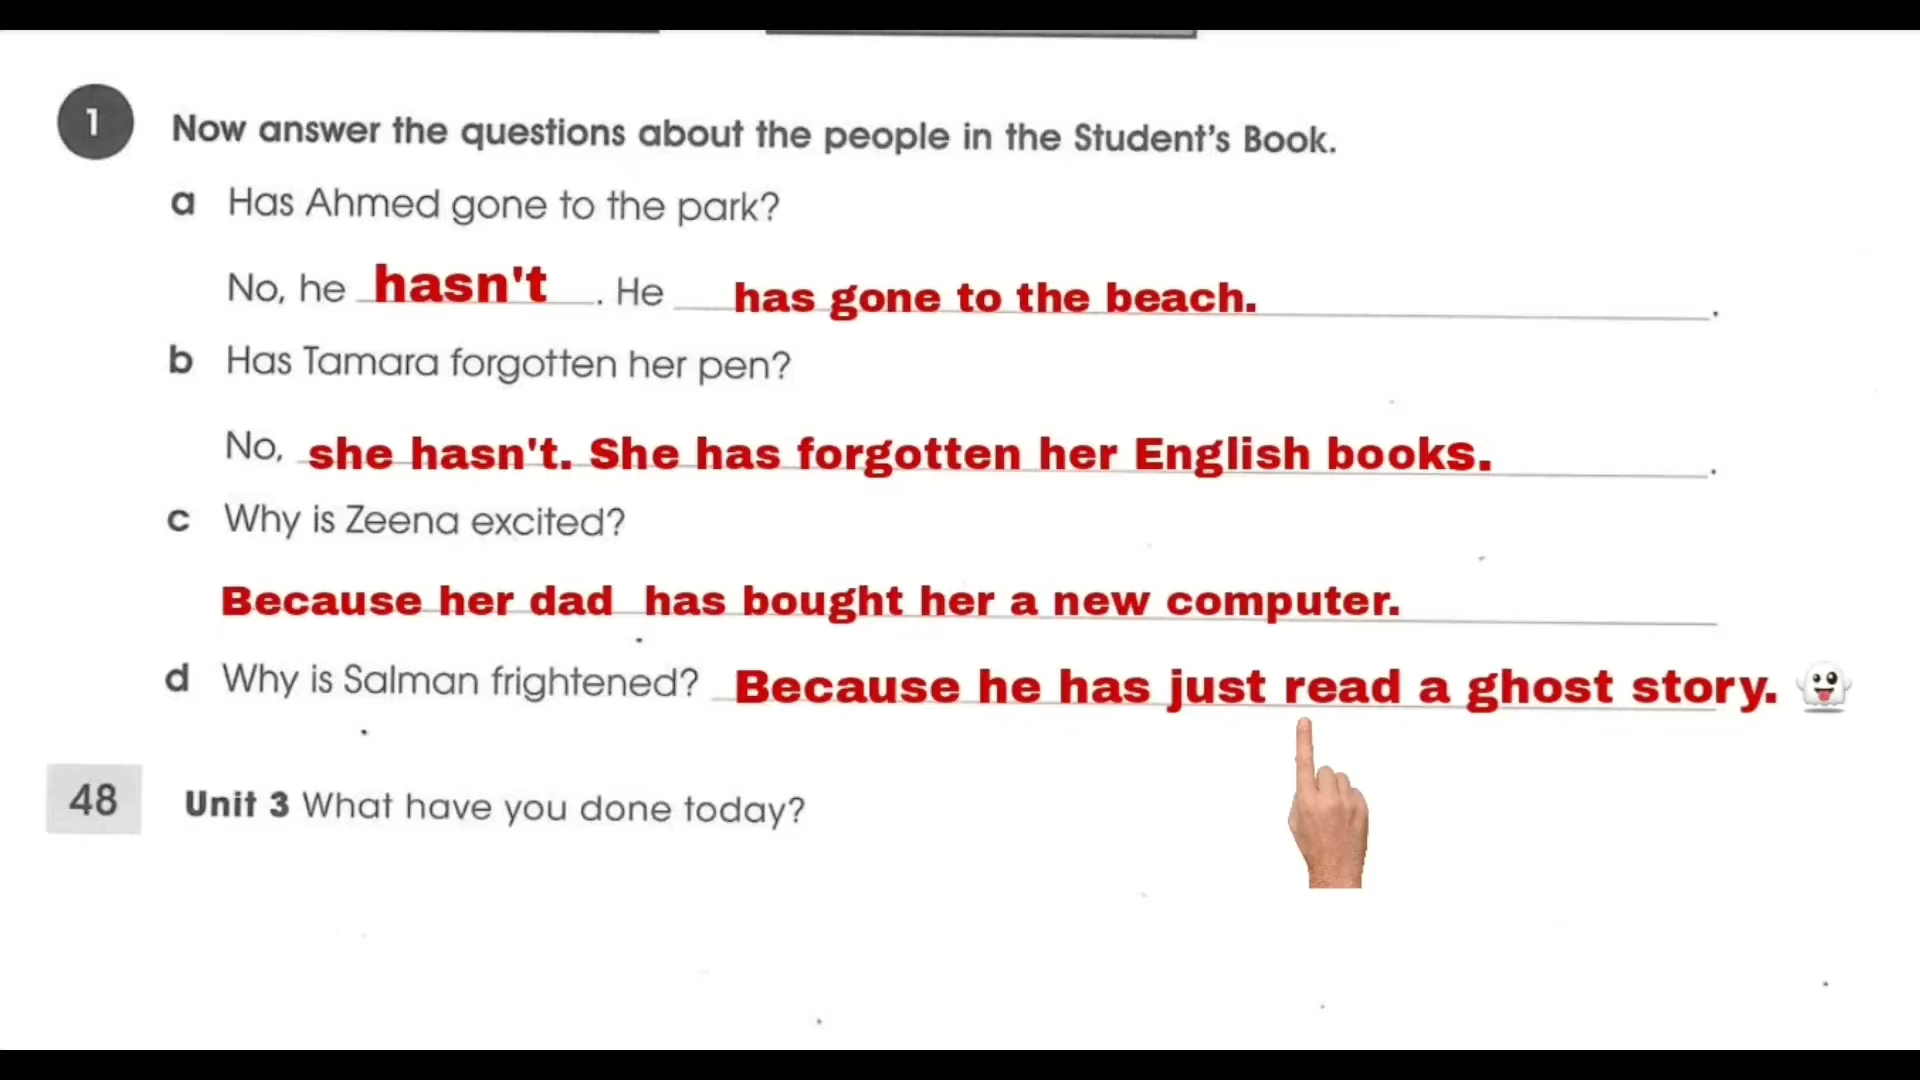 1 Now answer the questions about the people in the Student's Book.
a Has Ahmed gone to the park?
No, he hasn't. He has gone to the beach. .
b Has Tamara forgotten her pen?
No, she hasn't. She has forgotten her English books. .
c Why is Zeena excited?
Because her dad has bought her a new computer.
d Why is Salman frightened? Because he has just read a ghost story.
48 Unit 3 What have you done today?